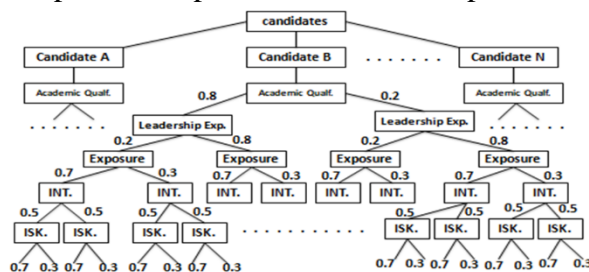 candidates
Candidate A Candidate B . . . . . . . Candidate N
Academic Qualf. Academic Qualf. Academic Qualf.
0.8 0.2
. . . . . . . Leadership Exp. Leadership Exp. . . . . . . .
0.2 0.8 0.2 0.8
Exposure Exposure Exposure Exposure
0.7 0.3 0.7 0.3 0.7 0.3 0.7 0.3
INT. INT. INT. INT. INT. INT. INT. INT.
0.5 0.5 0.5 0.5 0.5 0.5 0.5 0.5
ISK. ISK. ISK. ISK. . . . . . . . . . . . ISK. ISK. ISK. ISK.
0.7 0.3 0.7 0.3 0.7 0.3 0.7 0.3 0.7 0.3 0.7 0.3 0.7 0.3 0.7 0.3